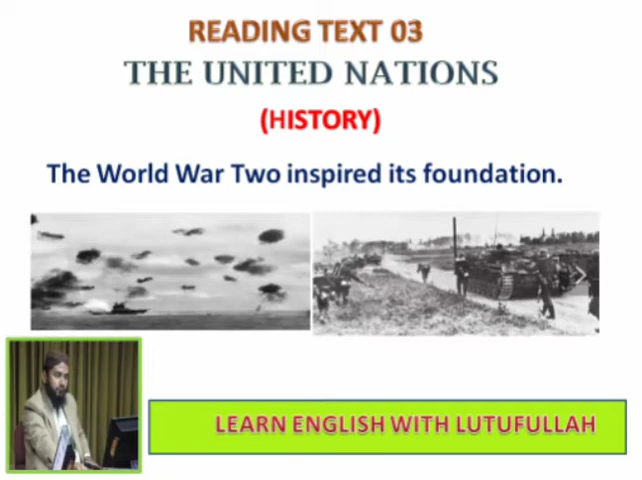 READING TEXT 03
THE UNITED NATIONS
(HISTORY)
The World War Two inspired its foundation.
LEARN ENGLISH WITH LUTUFULLAH